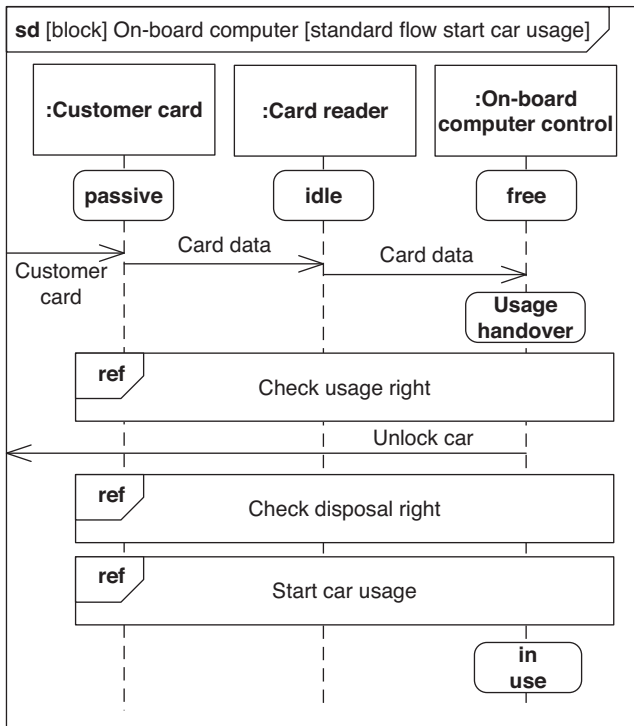 sd [block] On-board computer [standard flow start car usage]
:Customer card
:Card reader
:On-board
computer control
passive
idle
free
Customer
card
Card data
Card data
Usage
handover
ref
Check usage right
Unlock car
ref
Check disposal right
ref
Start car usage
in
use